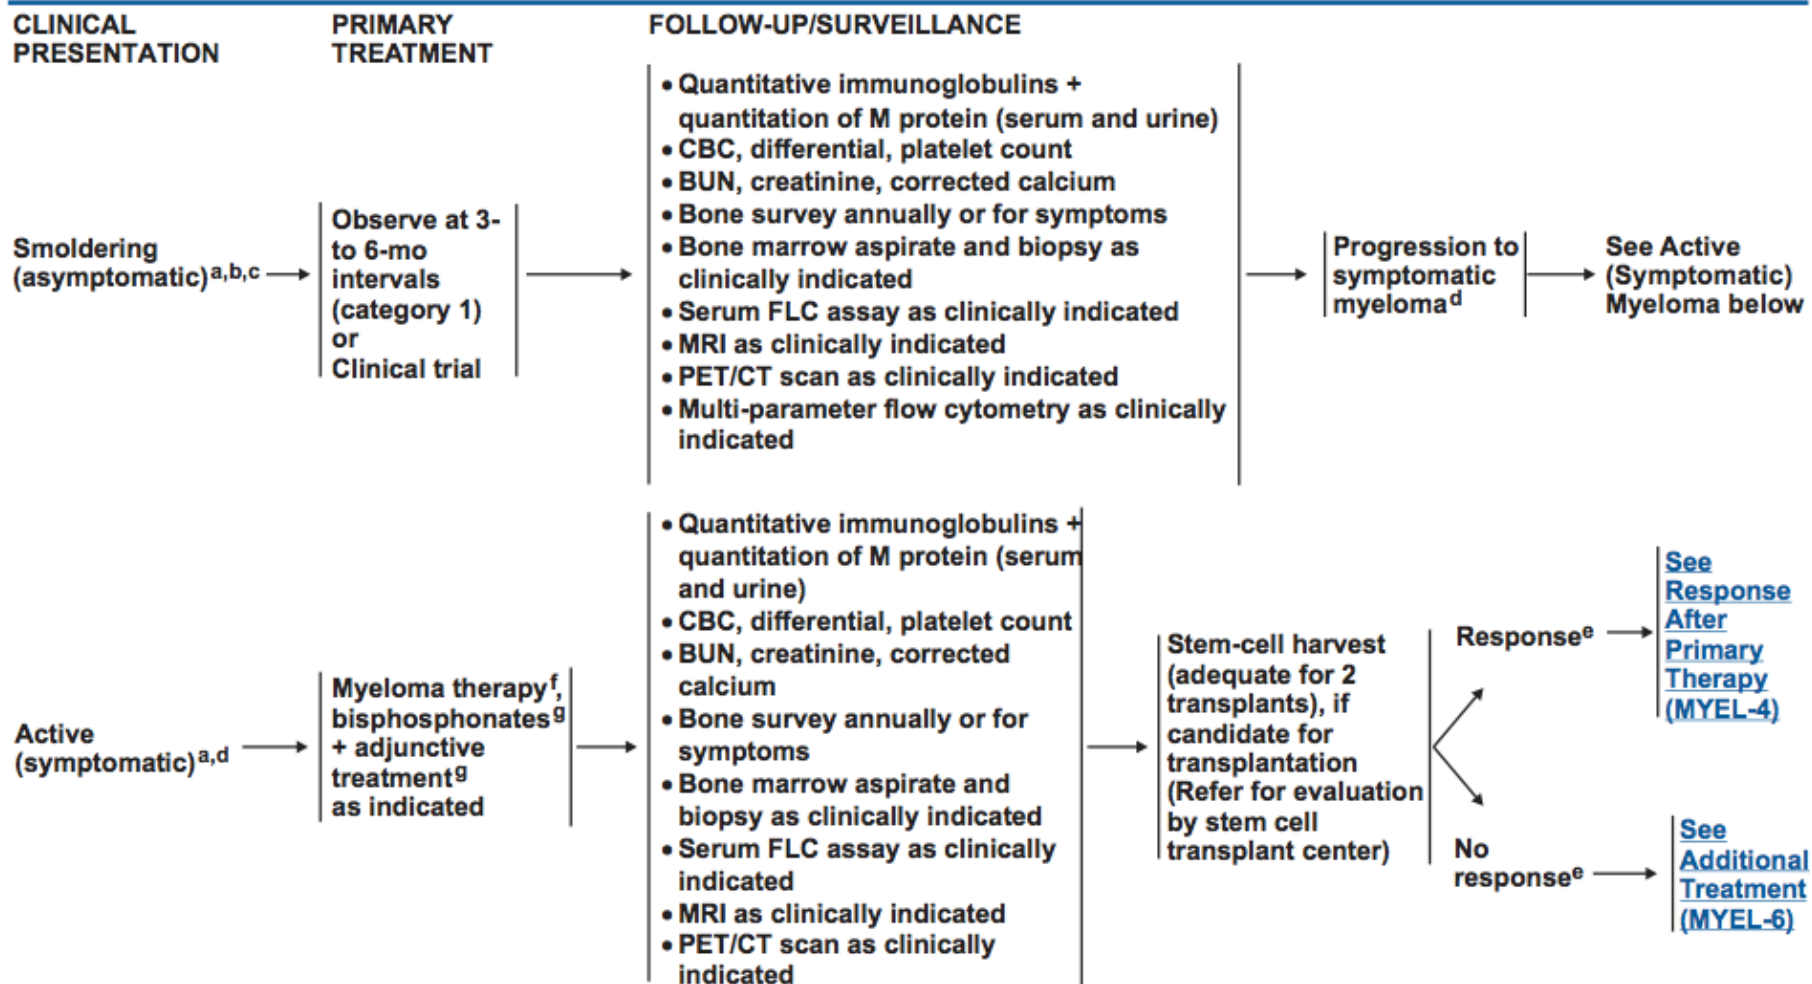 CLINICAL
PRESENTATION
PRIMARY
TREATMENT
FOLLOW-UP/SURVEILLANCE
Smoldering
(asymptomatic)a,b,c
Observe at 3-
to 6-mo
intervals
(category 1)
or
Clinical trial
• Quantitative immunoglobulins +
quantitation of M protein (serum and urine)
• CBC, differential, platelet count
• BUN, creatinine, corrected calcium
• Bone survey annually or for symptoms
• Bone marrow aspirate and biopsy as
clinically indicated
• Serum FLC assay as clinically indicated
• MRI as clinically indicated
• PET/CT scan as clinically indicated
• Multi-parameter flow cytometry as clinically
indicated
Progression to
symptomatic
myelomad
See Active
(Symptomatic)
Myeloma below
Active
(symptomatic)a,d
Myeloma therapyf,
bisphosphonatesg
+ adjunctive
treatmentg
as indicated
• Quantitative immunoglobulins +
quantitation of M protein (serum
and urine)
• CBC, differential, platelet count
• BUN, creatinine, corrected
calcium
• Bone survey annually or for
symptoms
• Bone marrow aspirate and
biopsy as clinically indicated
• Serum FLC assay as clinically
indicated
• MRI as clinically indicated
• PET/CT scan as clinically
indicated
Stem-cell harvest
(adequate for 2
transplants), if
candidate for
transplantation
(Refer for evaluation
by stem cell
transplant center)
Responsee
See
Response
After
Primary
Therapy
(MYEL-4)
No
responsee
See
Additional
Treatment
(MYEL-6)